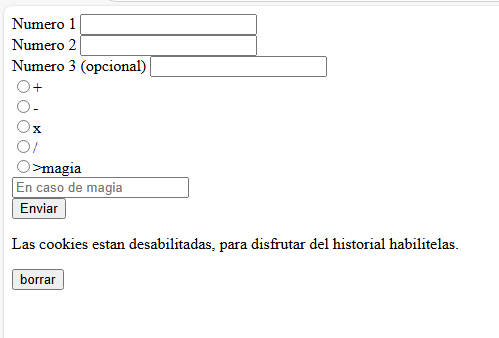 Numero 1
Numero 2
Numero 3 (opcional)
+
-
x
/
>magia
En caso de magia
Enviar
Las cookies estan desabilitadas, para disfrutar del historial habilitelas.
borrar